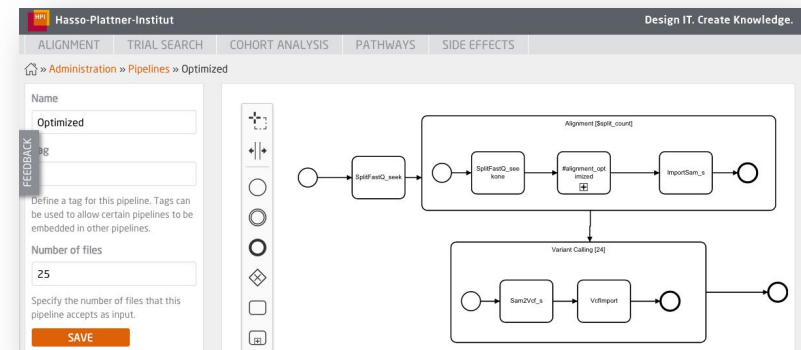 HPI Hasso-Plattner-Institut Design IT. Create Knowledge.
ALIGNMENT TRIAL SEARCH COHORT ANALYSIS PATHWAYS SIDE EFFECTS
» Administration » Pipelines » Optimized
Name
Optimized
FEEDBACK
Define a tag for this pipeline. Tags can
be used to allow certain pipelines to be
embedded in other pipelines.
Number of files
25
Specify the number of files that this
pipeline accepts as input.
SAVE
SplitFastQ_seek
Alignment [$split_count]
SplitFastQ_see
kone
#alignment_opt
imized
ImportSam_s
Variant Calling [24]
Sam2Vcf_s
VcfImport